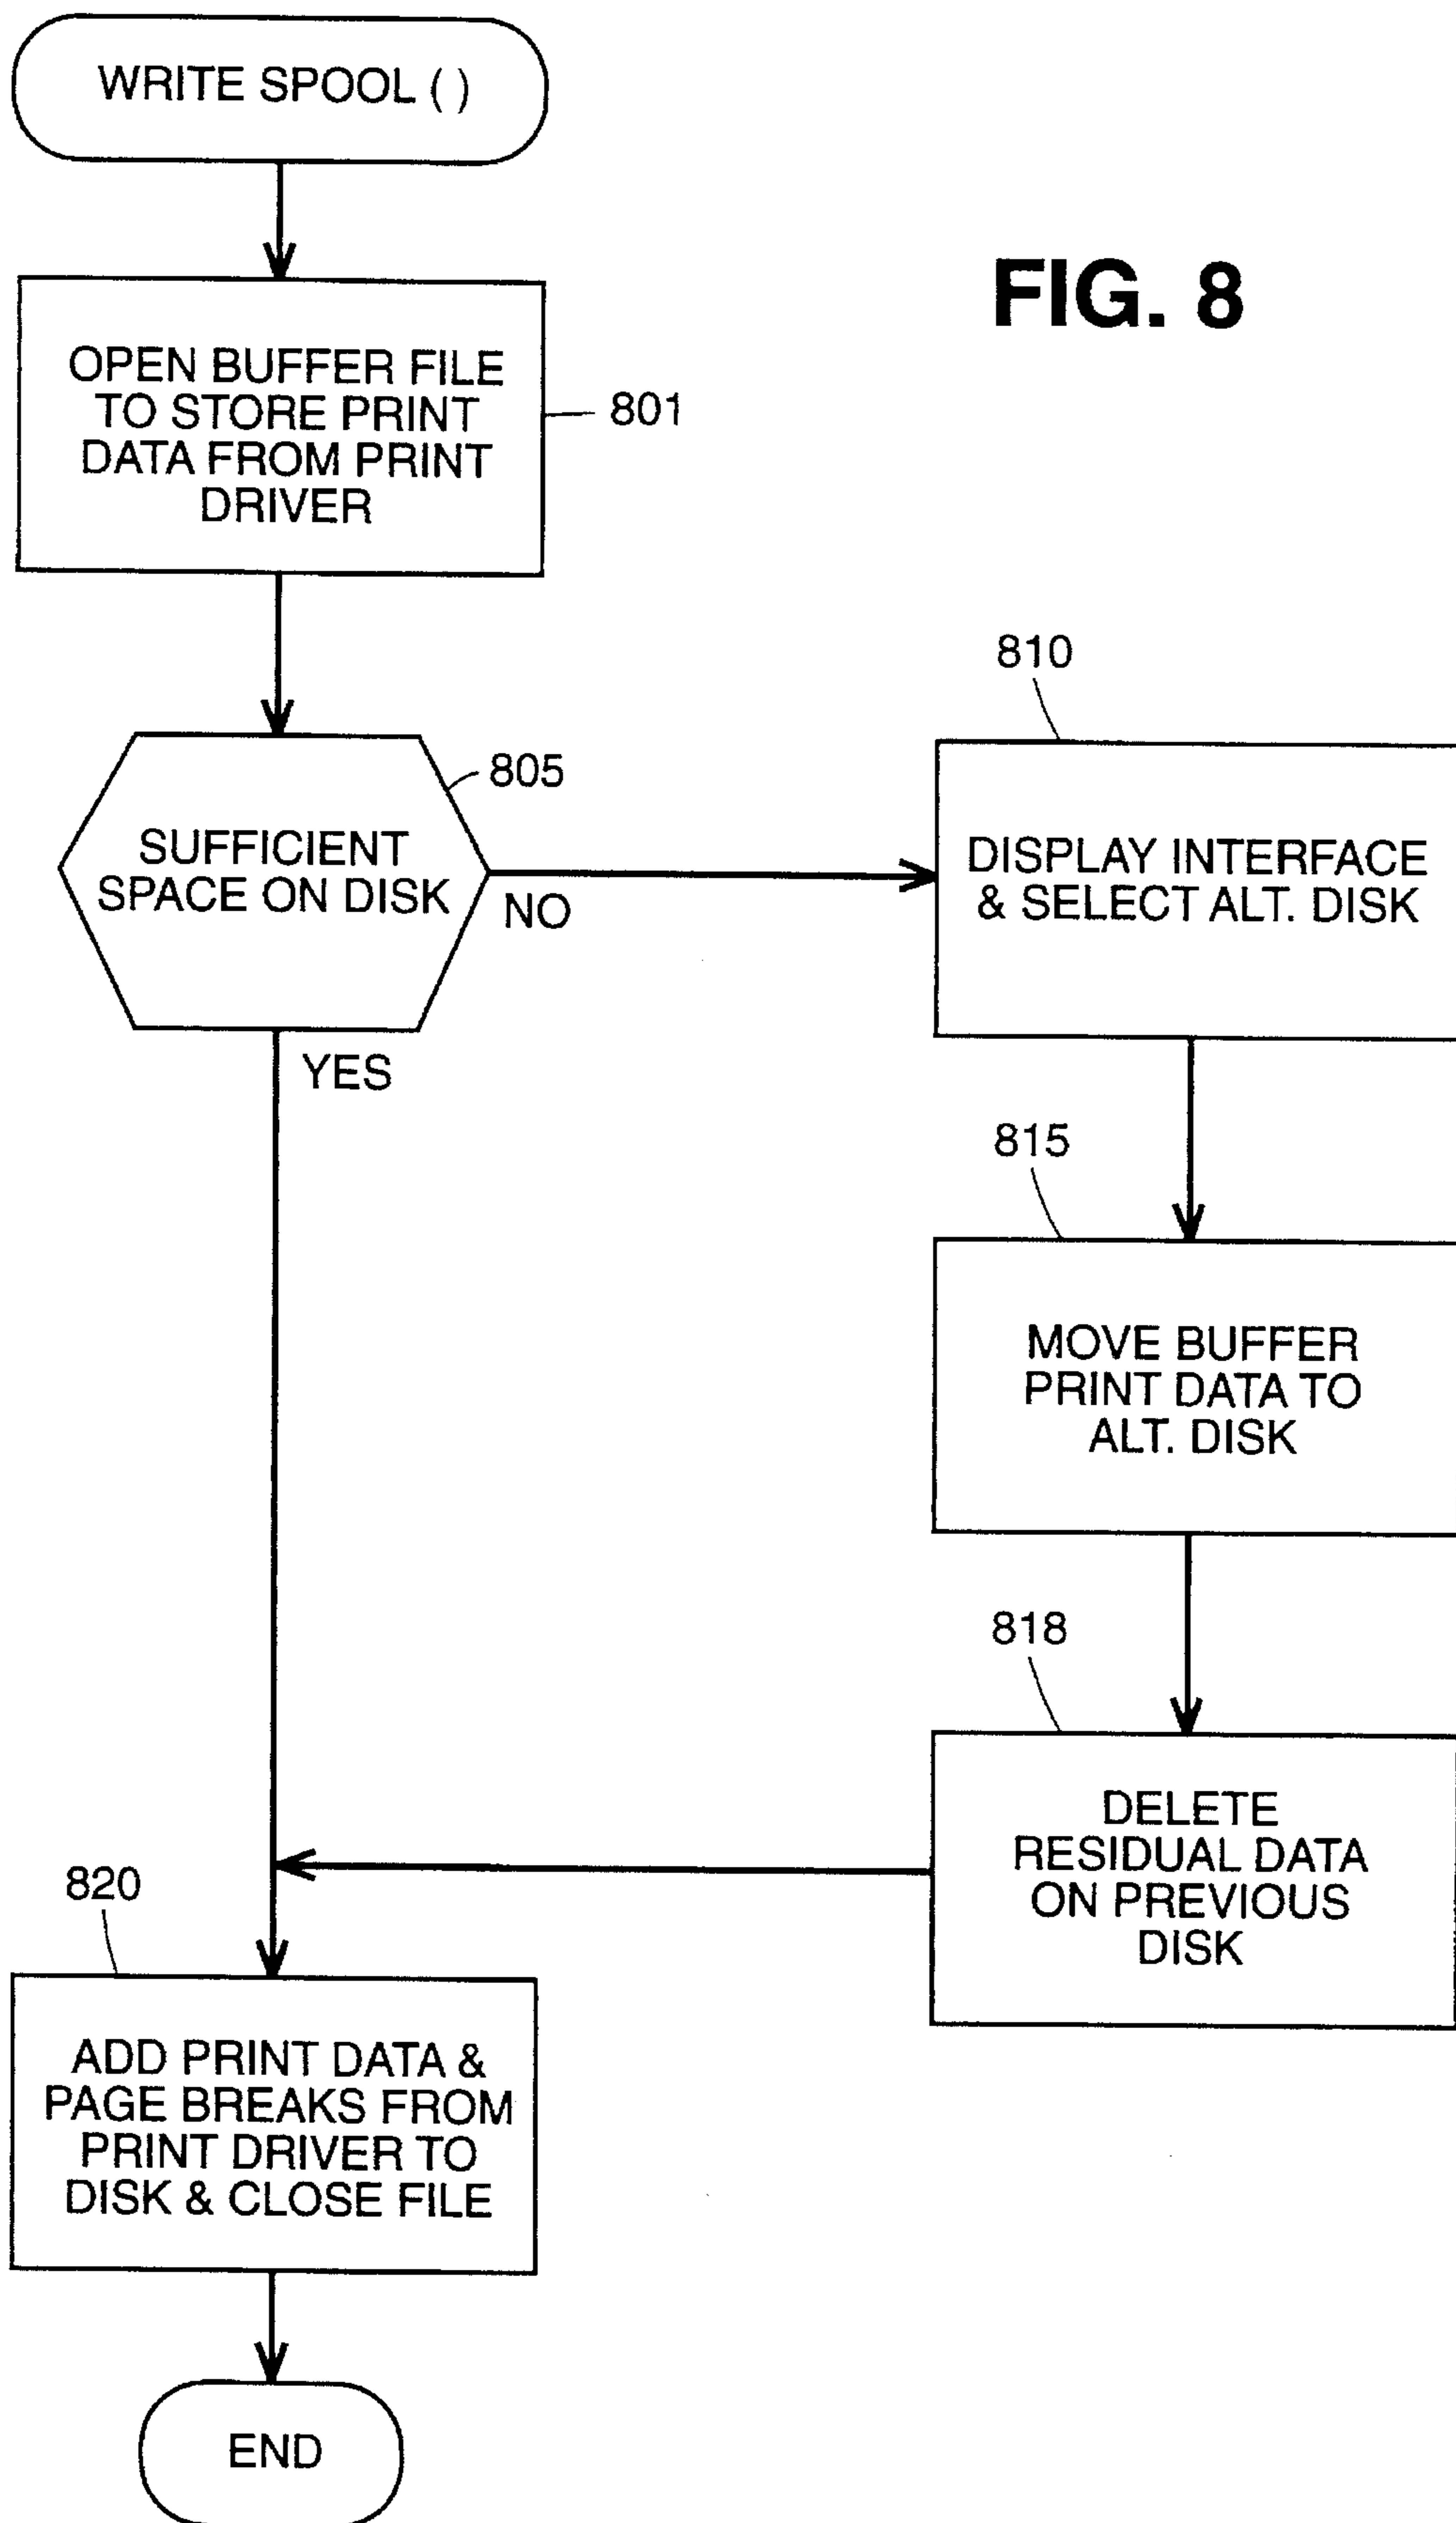 WRITE SPOOL ( )
FIG. 8
OPEN BUFFER FILE
TO STORE PRINT
DATA FROM PRINT
DRIVER
801
SUFFICIENT
SPACE ON DISK
805
NO
YES
810
DISPLAY INTERFACE
& SELECT ALT. DISK
815
MOVE BUFFER
PRINT DATA TO
ALT. DISK
818
DELETE
RESIDUAL DATA
ON PREVIOUS
DISK
820
ADD PRINT DATA &
PAGE BREAKS FROM
PRINT DRIVER TO
DISK & CLOSE FILE
END